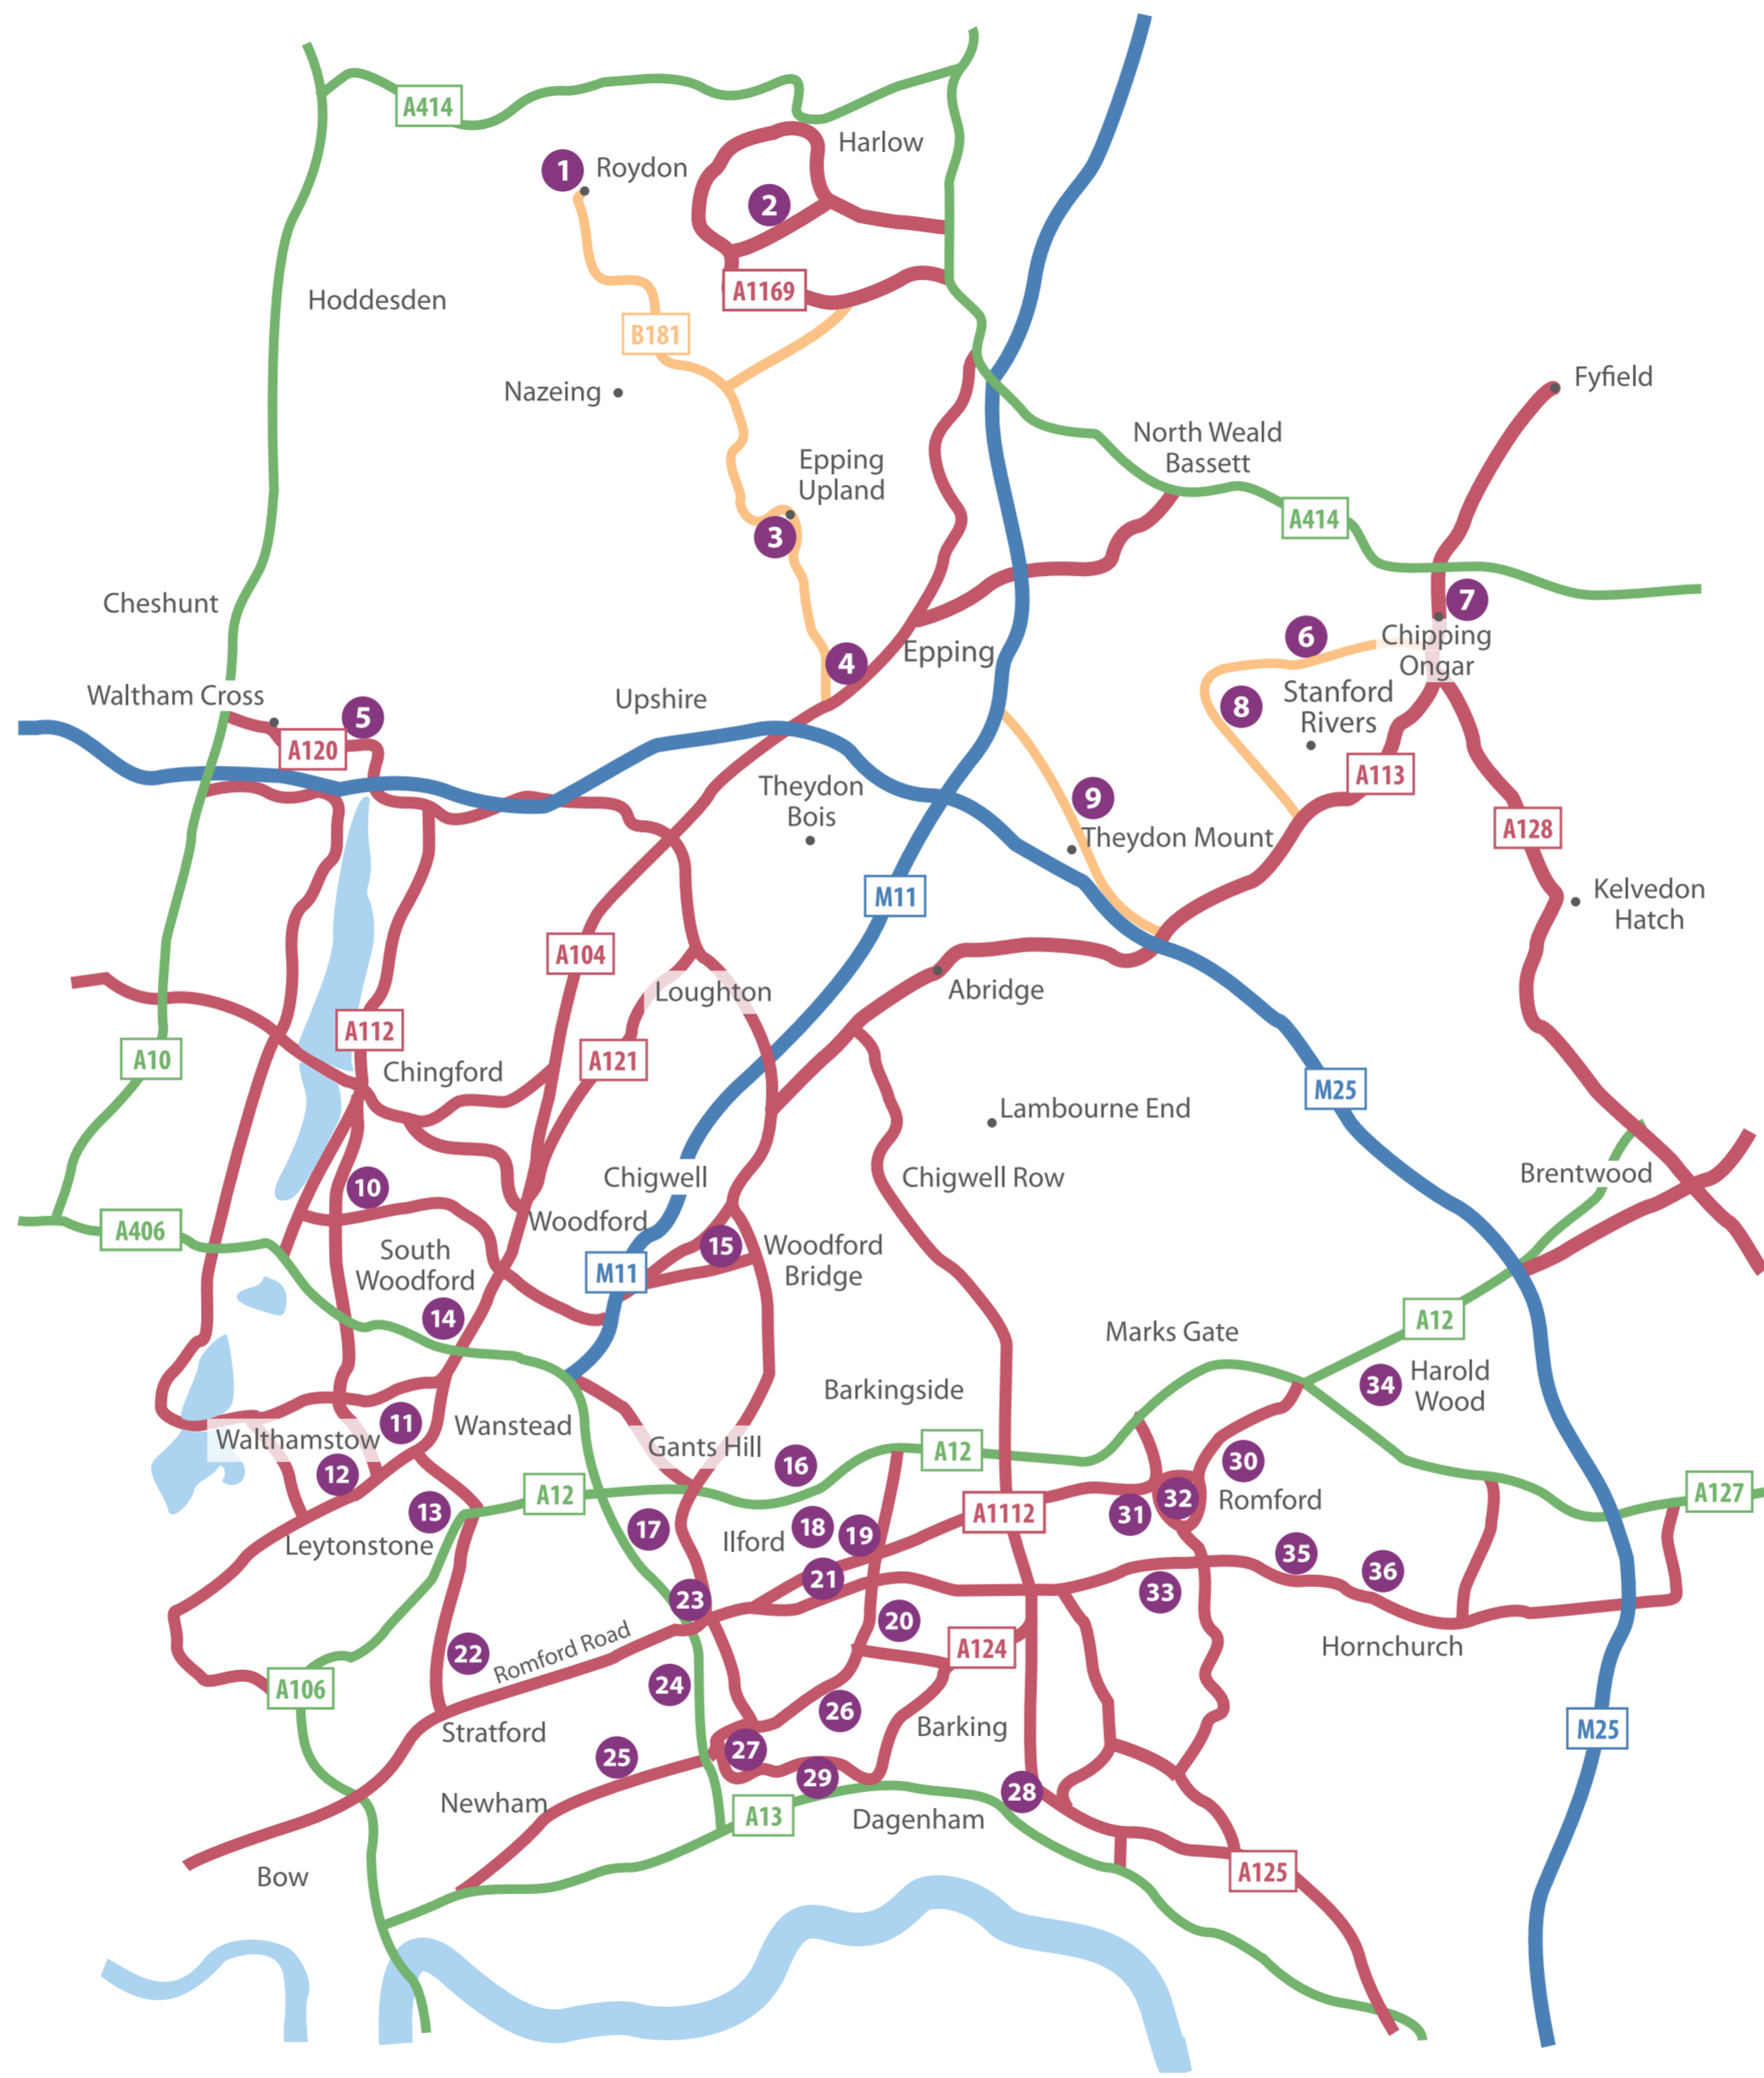 A414
Harlow
1
Roydon
2
A1169
Hoddesden
B181
Nazeing
Fyfield
North Weald
Bassett
Epping
Upland
A414
3
Cheshunt
7
6
Chipping
Ongar
4
Epping
Waltham Cross
Upshire
5
8
Stanford
Rivers
A120
A113
Theydon
Bois
9
Theydon Mount
A128
M11
Kelvedon
Hatch
A104
Loughton
Abridge
A112
A10
A121
Chingford
M25
Lambourne End
Chigwell
Chigwell Row
Brentwood
10
Woodford
A406
South
Woodford
15
Woodford
Bridge
M11
14
A12
Marks Gate
34
Harold
Wood
Barkingside
11
Wanstead
Walthamstow
Gants Hill
A12
12
16
30
A12
A127
13
A1112
31
32
Romford
17
Ilford
18
19
Leytonstone
35
21
36
33
23
20
Romford Road
22
A124
Hornchurch
24
A106
26
Barking
Stratford
M25
25
27
29
28
Newham
A13
Dagenham
Bow
A125